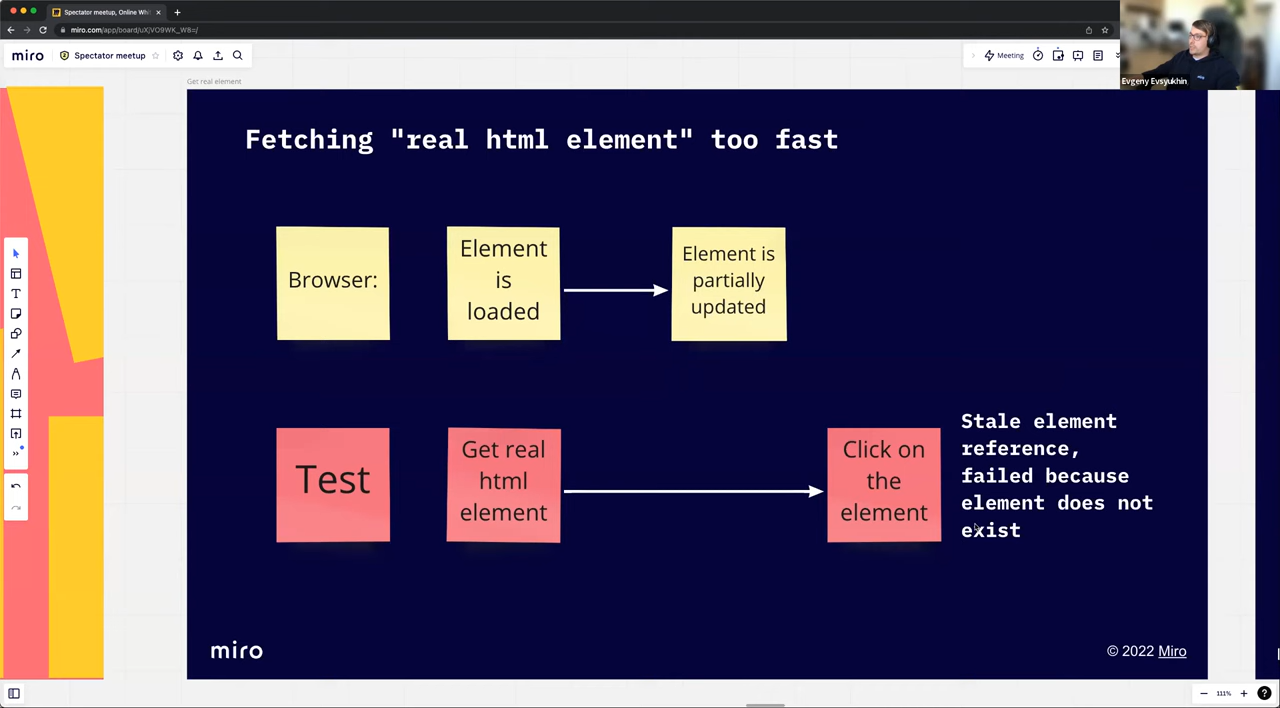 Spectator meetup, Online Whi
miro.com/app/board/uXjVO9WK_W8=/
miro
Spectator meetup
Meeting
Evgeny Evsyukhin
Get real element
Fetching "real html element" too fast
Browser:
Element
is
loaded
Element is
partially
updated
Test
Get real
html
element
Click on
the
element
Stale element
reference,
failed because
element does not
exist
miro
© 2022 Miro
111%